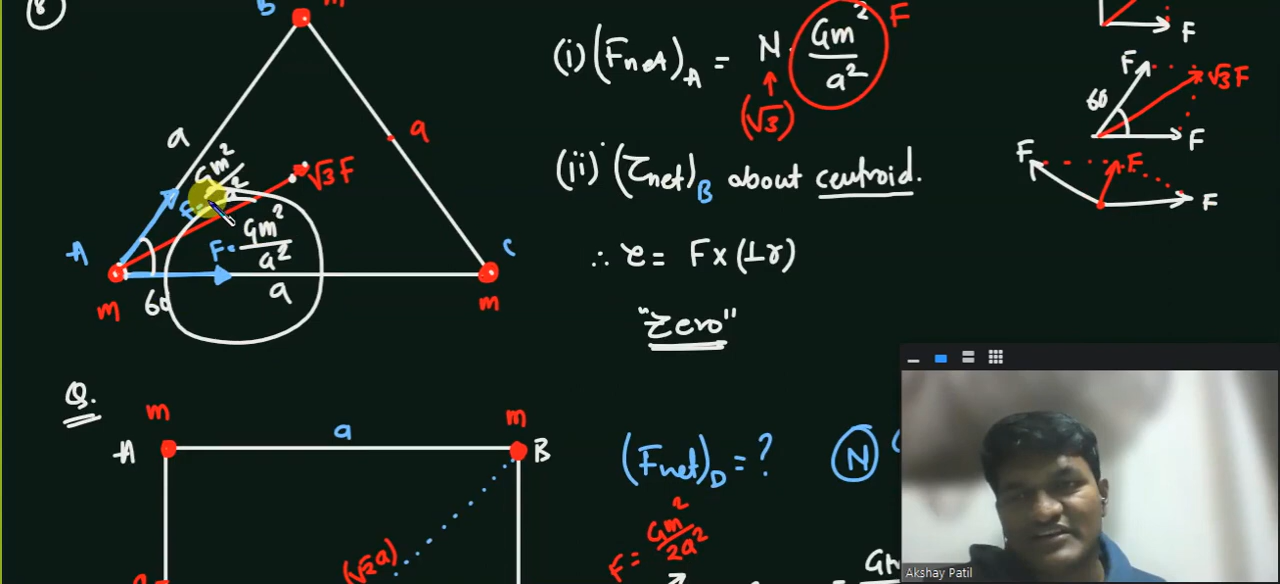 B m
(i) (Fnet)A = N · Gm²/a² F
(√3)
F
F √3F
60
F
a
a
Gm²/a²
√3F
(ii) (τnet)B about centroid.
F F
F
A
F = Gm²/a²
C
∴ τ = F×(⊥r)
m 60 a m
"Zero"
Q.
m a m
A B
(Fnet)D = ? N
F = Gm²/2a²
(√2a)
Akshay Patil